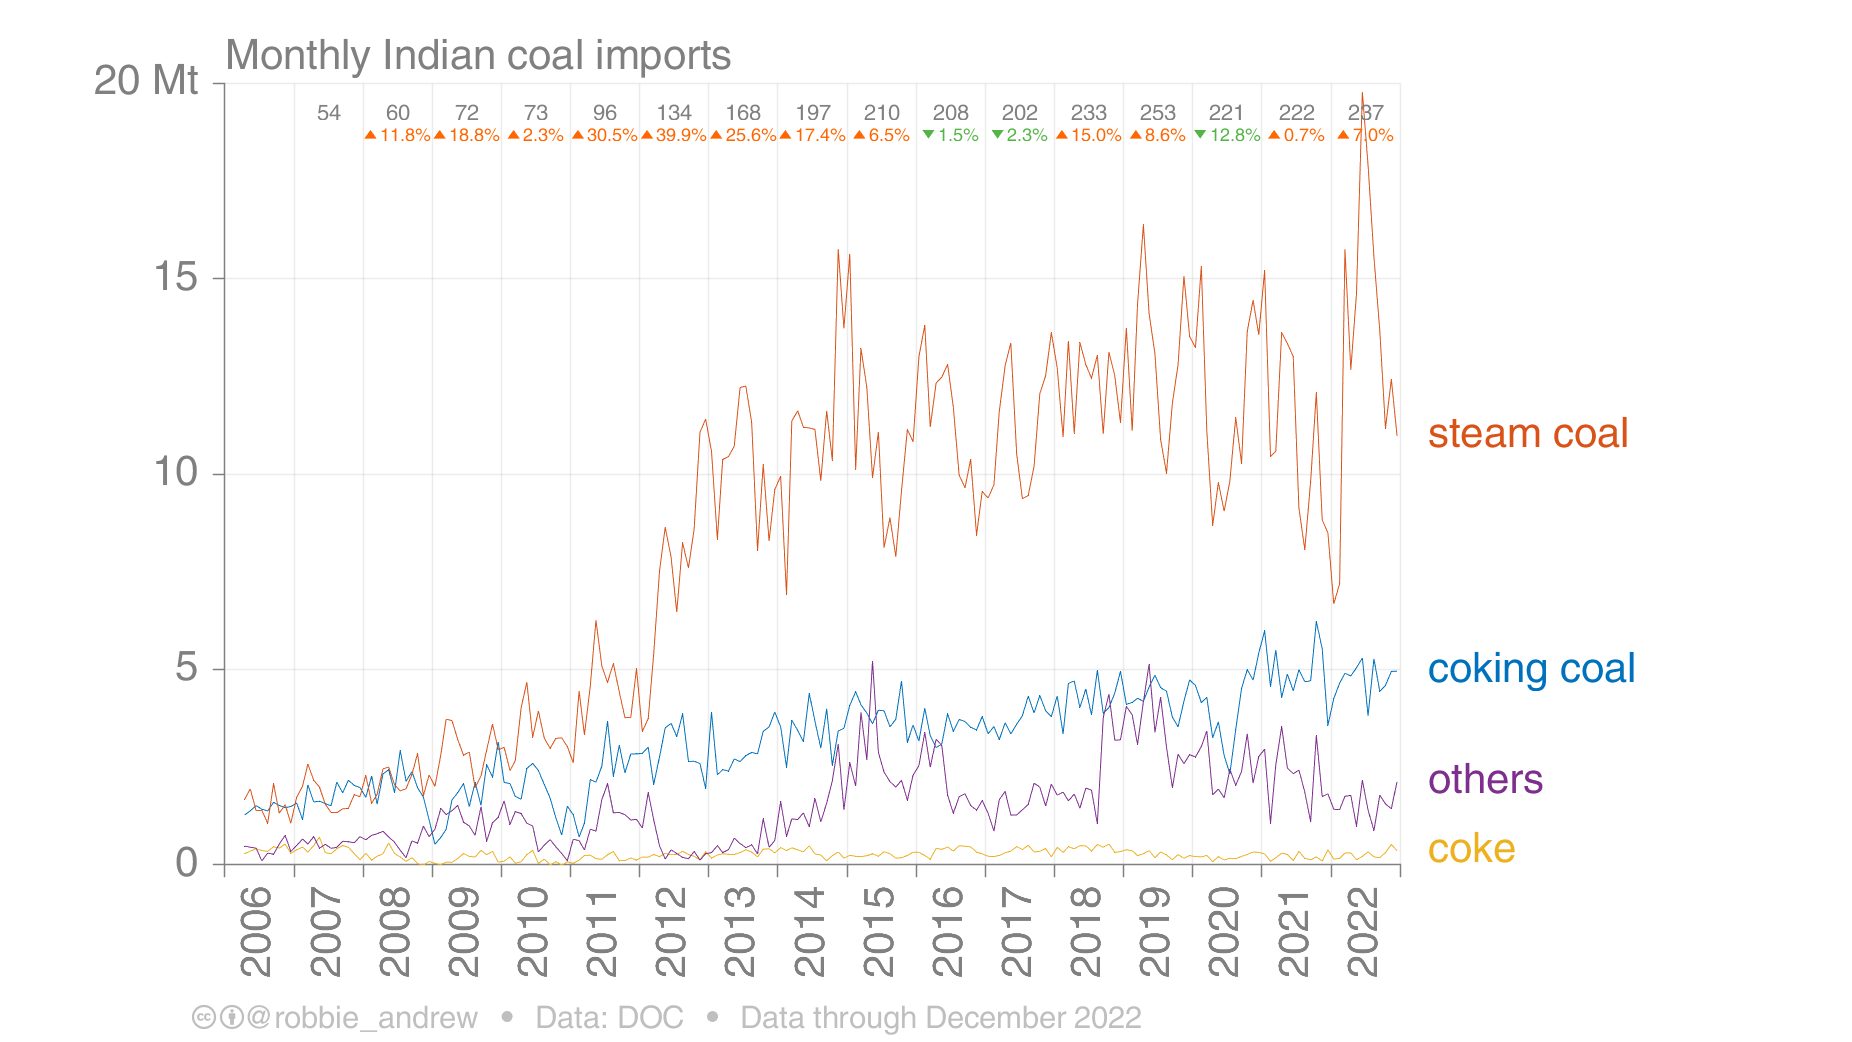 Monthly Indian coal imports
20 Mt
54 60 72 73 96 134 168 197 210 208 202 233 253 221 222 237
▲ 11.8% ▲ 18.8% ▲ 2.3% ▲ 30.5% ▲ 39.9% ▲ 25.6% ▲ 17.4% ▲ 6.5% ▼ 1.5% ▼ 2.3% ▲ 15.0% ▲ 8.6% ▼ 12.8% ▲ 0.7% ▲ 7.0%
15
10
5
0
steam coal
coking coal
others
coke
2006 2007 2008 2009 2010 2011 2012 2013 2014 2015 2016 2017 2018 2019 2020 2021 2022
@robbie_andrew • Data: DOC • Data through December 2022